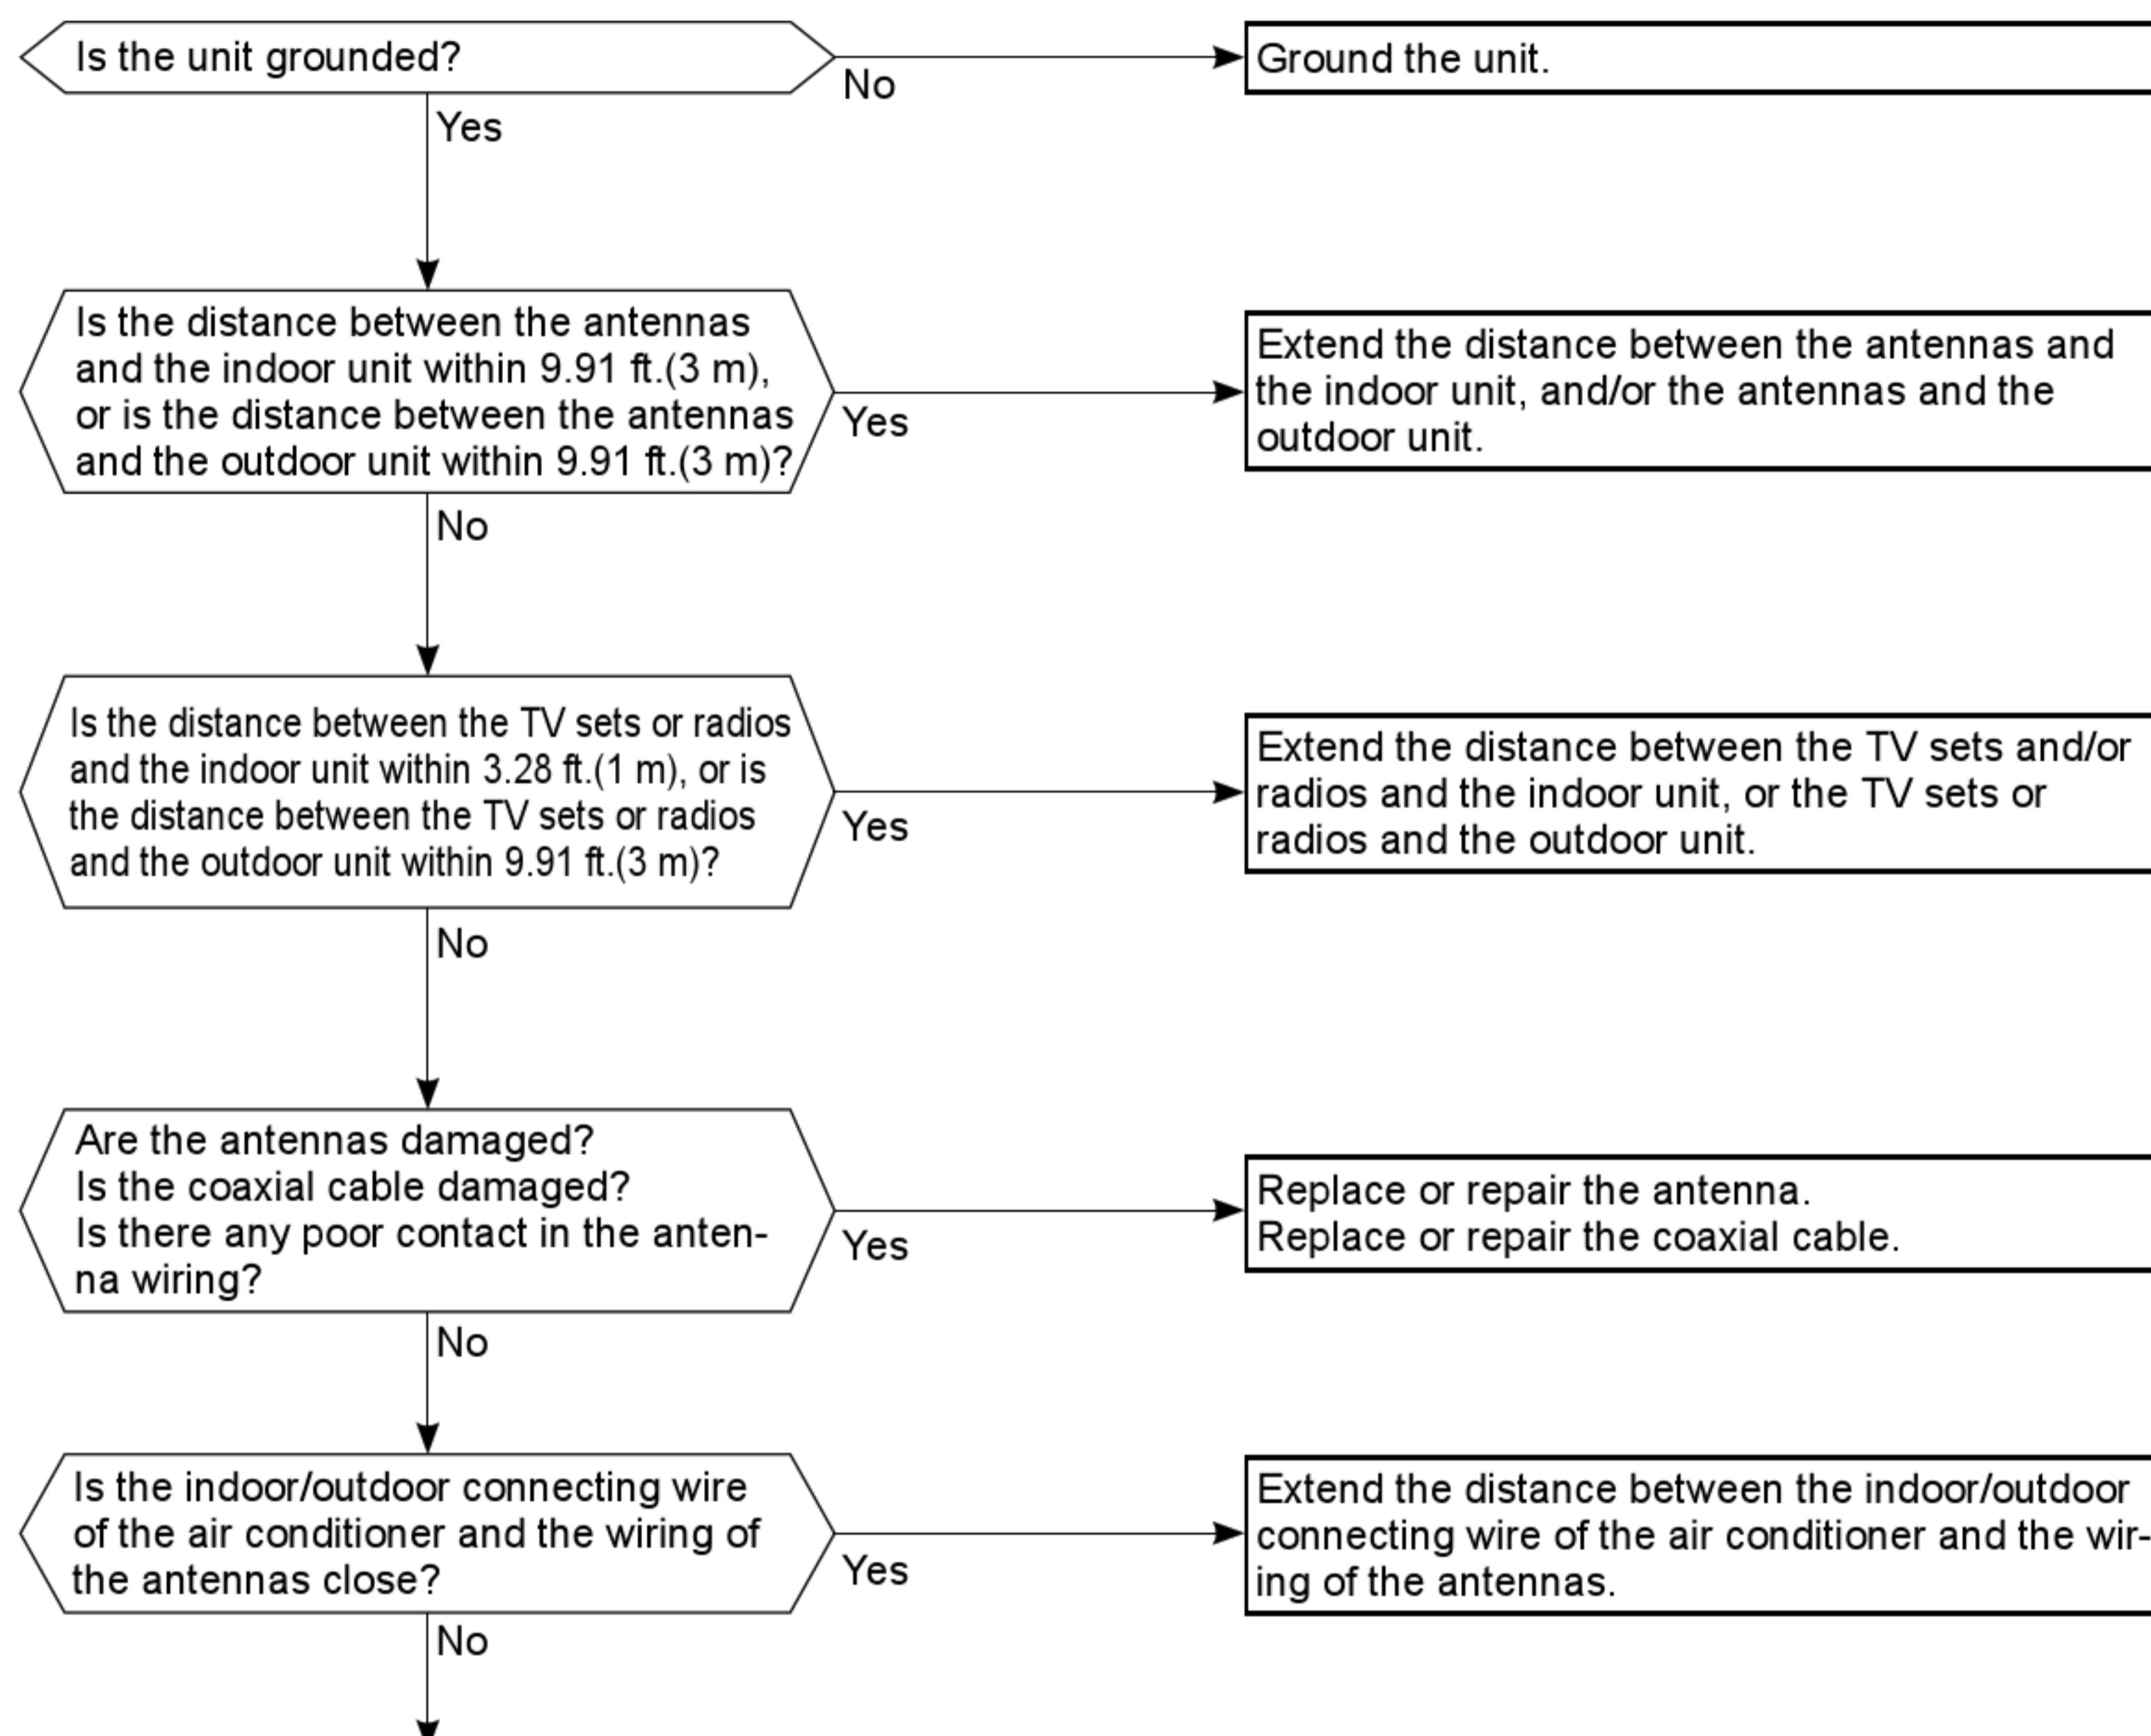 Is the unit grounded?
No
Ground the unit.
Yes
Is the distance between the antennas
and the indoor unit within 9.91 ft.(3 m),
or is the distance between the antennas
and the outdoor unit within 9.91 ft.(3 m)?
Yes
Extend the distance between the antennas and
the indoor unit, and/or the antennas and the
outdoor unit.
No
Is the distance between the TV sets or radios
and the indoor unit within 3.28 ft.(1 m), or is
the distance between the TV sets or radios
and the outdoor unit within 9.91 ft.(3 m)?
Yes
Extend the distance between the TV sets and/or
radios and the indoor unit, or the TV sets or
radios and the outdoor unit.
No
Are the antennas damaged?
Is the coaxial cable damaged?
Is there any poor contact in the anten-
na wiring?
Yes
Replace or repair the antenna.
Replace or repair the coaxial cable.
No
Is the indoor/outdoor connecting wire
of the air conditioner and the wiring of
the antennas close?
Yes
Extend the distance between the indoor/outdoor
connecting wire of the air conditioner and the wir-
ing of the antennas.
No